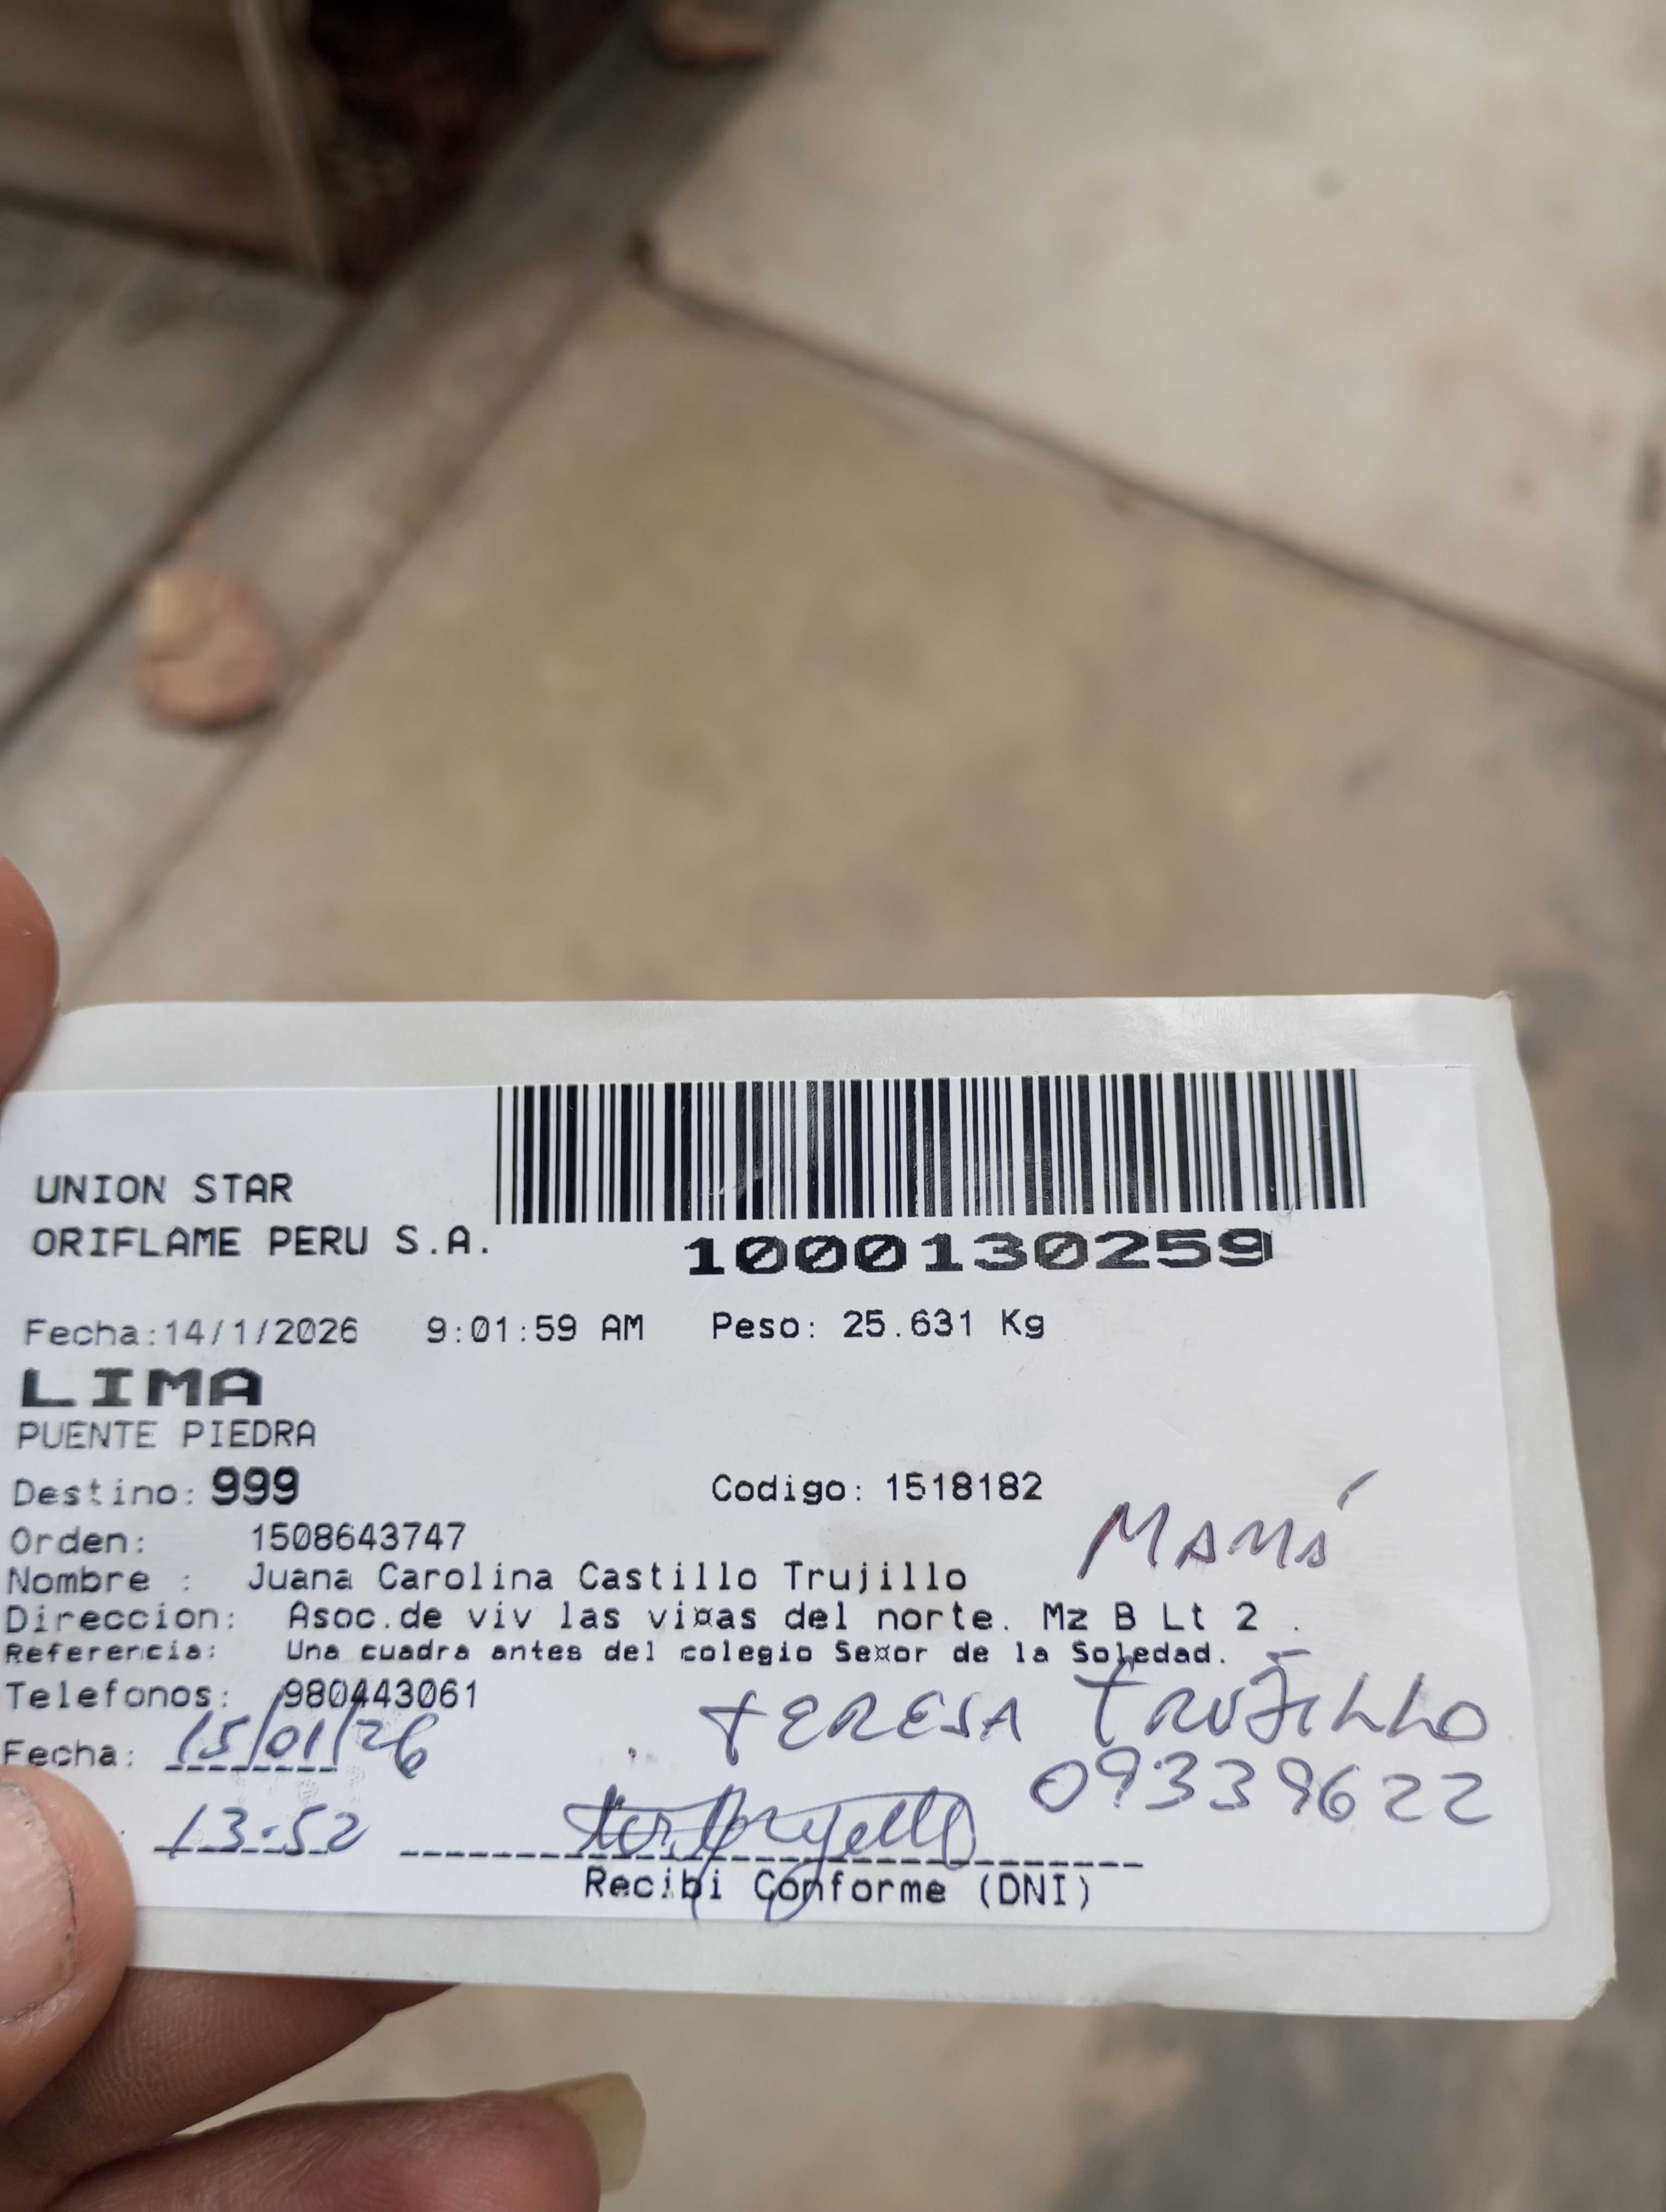 UNION STAR
ORIFLAME PERU S.A.
1000130259
Fecha:14/1/2026 9:01:59 AM Peso: 25.631 Kg
LIMA
PUENTE PIEDRA
Destino: 999 Codigo: 1518182
MAMÁ
Orden: 1508643747
Nombre : Juana Carolina Castillo Trujillo
Direccion: Asoc.de viv las vi¤as del norte. Mz B Lt 2 .
Referencia: Una cuadra antes del colegio Se¤or de la Soledad.
Telefonos: 980443061
TERESA TRUJILLO
Fecha: 15/01/26
09339622
: 13:52
Recibi Conforme (DNI)